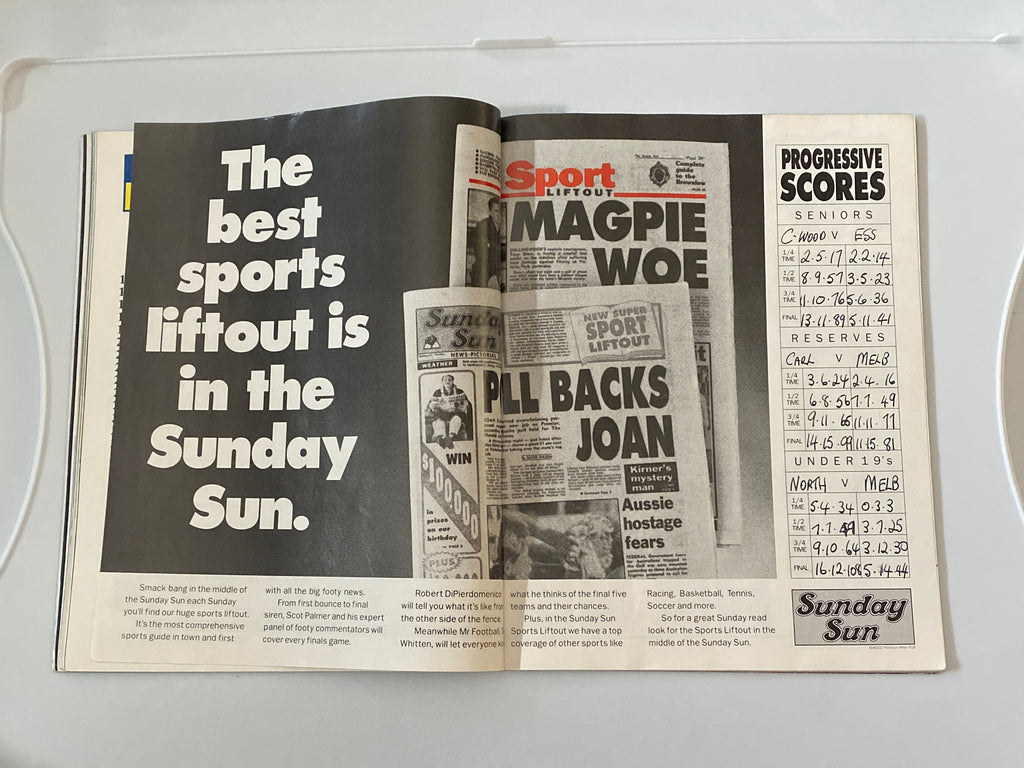 The
best
sports
liftout is
in the
Sunday
Sun.
Smack bang in the middle of
the Sunday Sun each Sunday
you'll find our huge sports liftout.
It's the most comprehensive
sports guide in town and first
with all the big footy news.
From first bounce to final
siren, Scot Palmer and his expert
panel of footy commentators will
cover every finals game.
Robert DiPierdomenico
will tell you what it's like from
the other side of the fence.
Meanwhile Mr Football,
Whitten, will let everyone
what he thinks of the final five
teams and their chances.
Plus, in the Sunday Sun
Sports Liftout we have a top
coverage of other sports like
Racing, Basketball, Tennis,
Soccer and more.
So for a great Sunday read
look for the Sports Liftout in the
middle of the Sunday Sun.
Sport
LIFTOUT
Complete
guide
to the
Brownlow
MAGPIE
WOE
Sunda
Sun
NEWS-PICTORIAL
WEATHER
NEW SUPER
SPORT
LIFTOUT
PLL BACKS
JOAN
WIN
$100,000
in
prizes
on our
birthday
PLUS
Kirner's
mystery
man
Aussie
hostage
fears
PROGRESSIVE
SCORES
SENIORS
C-WOOD V ESS
1/4 TIME 2.5.17 2.2.14
1/2 TIME 8.9.57 3.5.23
3/4 TIME 11.10.76 5.6.36
FINAL 13.11.89 5.11.41
RESERVES
CARL V MELB
1/4 TIME 3.6.24 2.4.16
1/2 TIME 6.8.56 7.7.49
3/4 TIME 9.11.65 11.11.77
FINAL 14.15.99 11.15.81
UNDER 19's
NORTH V MELB
1/4 TIME 5.4.34 0.3.3
1/2 TIME 7.7.49 3.7.25
3/4 TIME 9.10.64 3.12.30
FINAL 16.12.108 5.14.44
Sunday
Sun